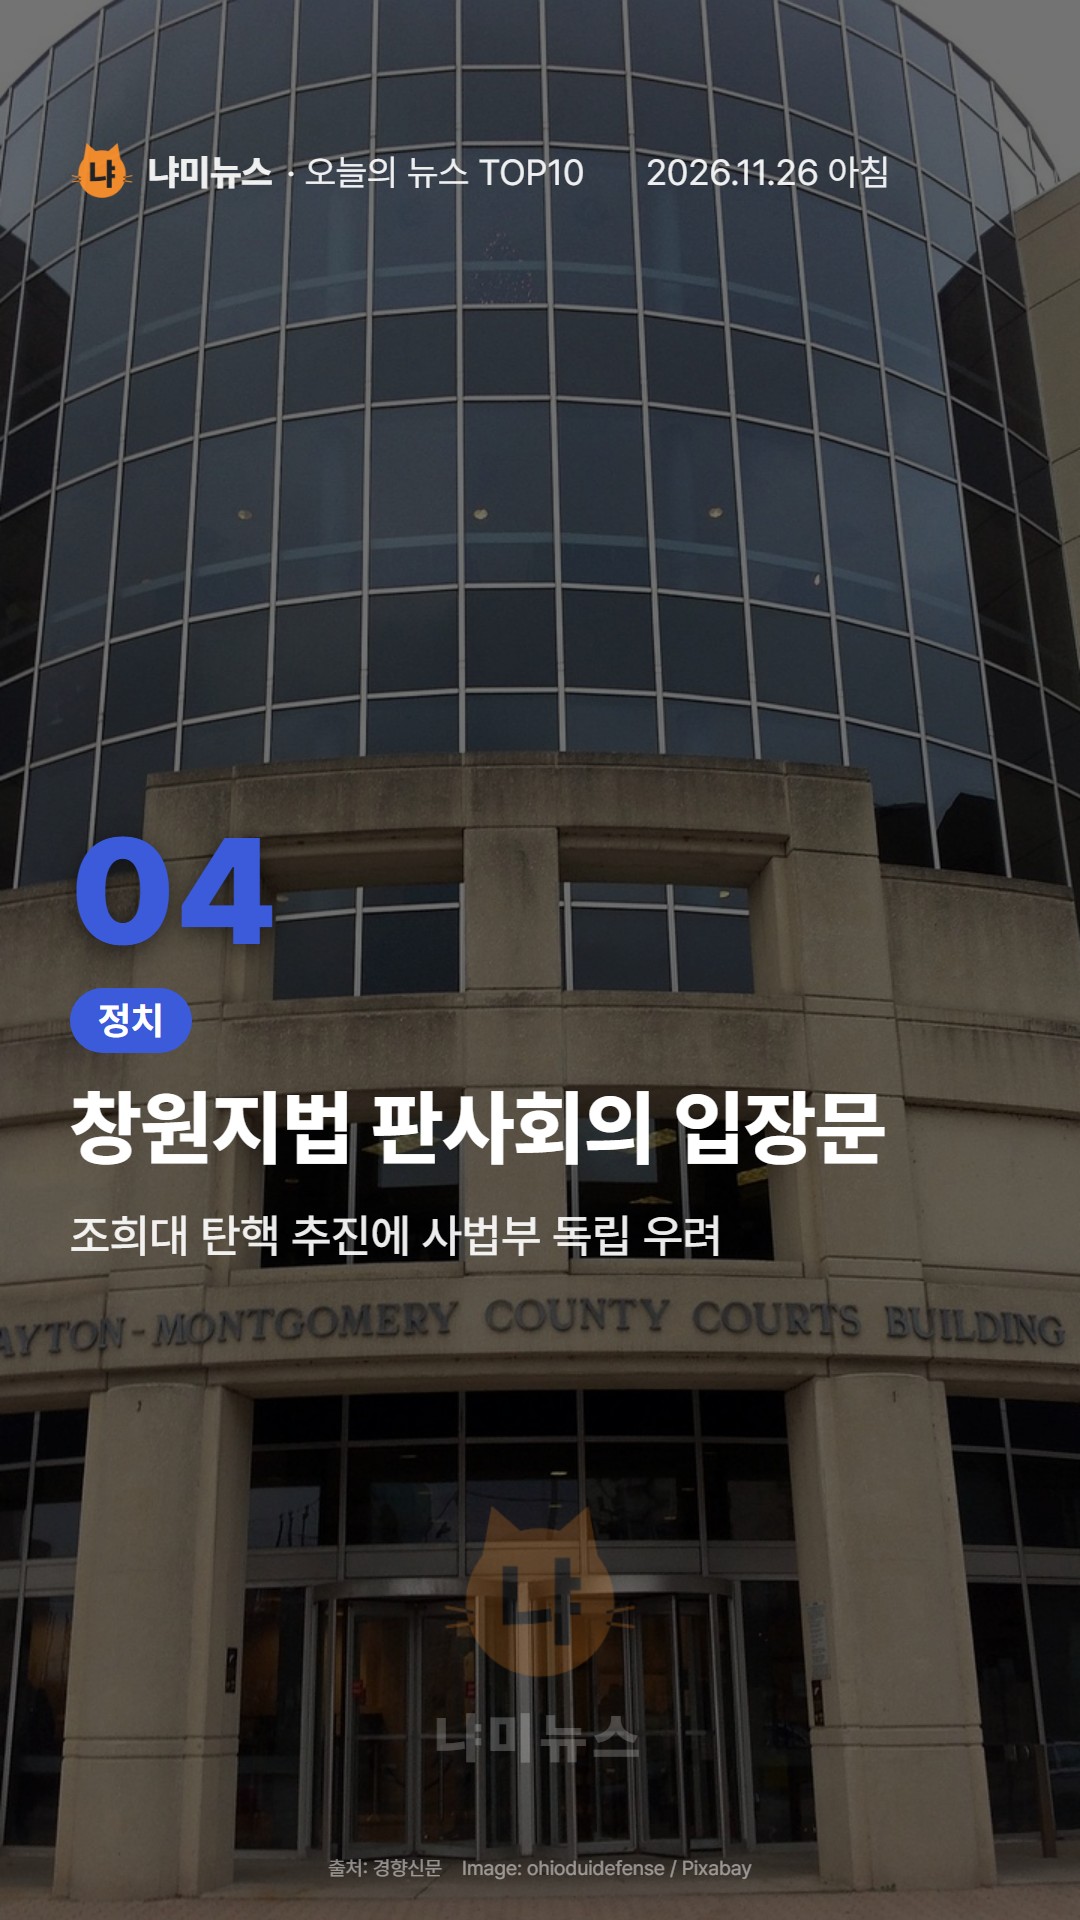 냐 냐미뉴스 · 오늘의 뉴스 TOP10 2026.11.26 아침
04
정치
창원지법 판사회의 입장문
조희대 탄핵 추진에 사법부 독립 우려
AYTON-MONTGOMERY COUNTY COURTS BUILDING
냐
냐미뉴스
출처: 경향신문 Image: ohioduidefense / Pixabay